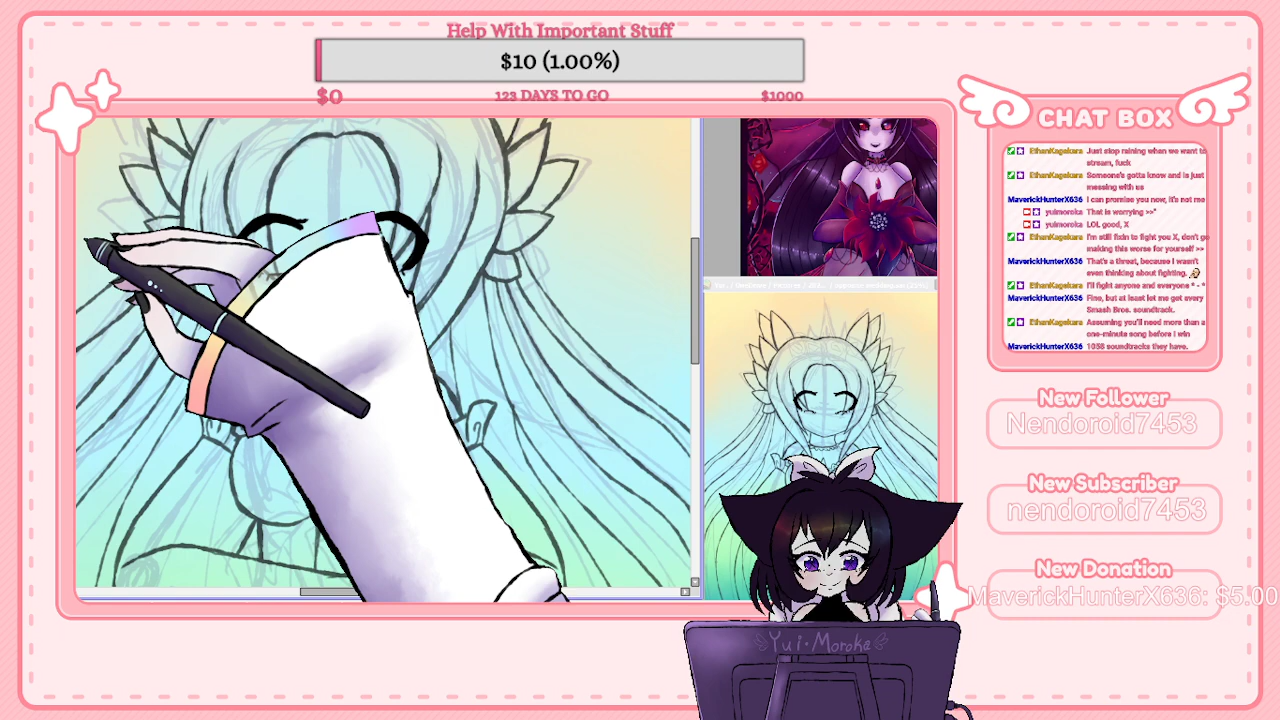 Help With Important Stuff
$10 (1.00%)
$0
123 DAYS TO GO
$1000
CHAT BOX
EthanKagekara Just stop raining when we want to
stream, fuck
EthanKagekara Someone's gotta know and is just
messing with us
MaverickHunterX636 I can promise you now, it's not me
yuimoroka That is worrying >>"
yuimoroka LOL good, X
EthanKagekara I'm still fixin to fight you X, don't go
making this worse for yourself >>
MaverickHunterX636 That's a threat, because I wasn't
even thinking about fighting.
EthanKagekara I'll fight anyone and everyone * - *
MaverickHunterX636 Fine, but at least let me get every
Smash Bros. soundtrack.
EthanKagekara Assuming you'll need more than a
one-minute song before I win
MaverickHunterX636 1058 soundtracks they have.
New Follower
Nendoroid7453
New Subscriber
nendoroid7453
New Donation
MaverickHunterX636: $5.00
Yui•Moroka